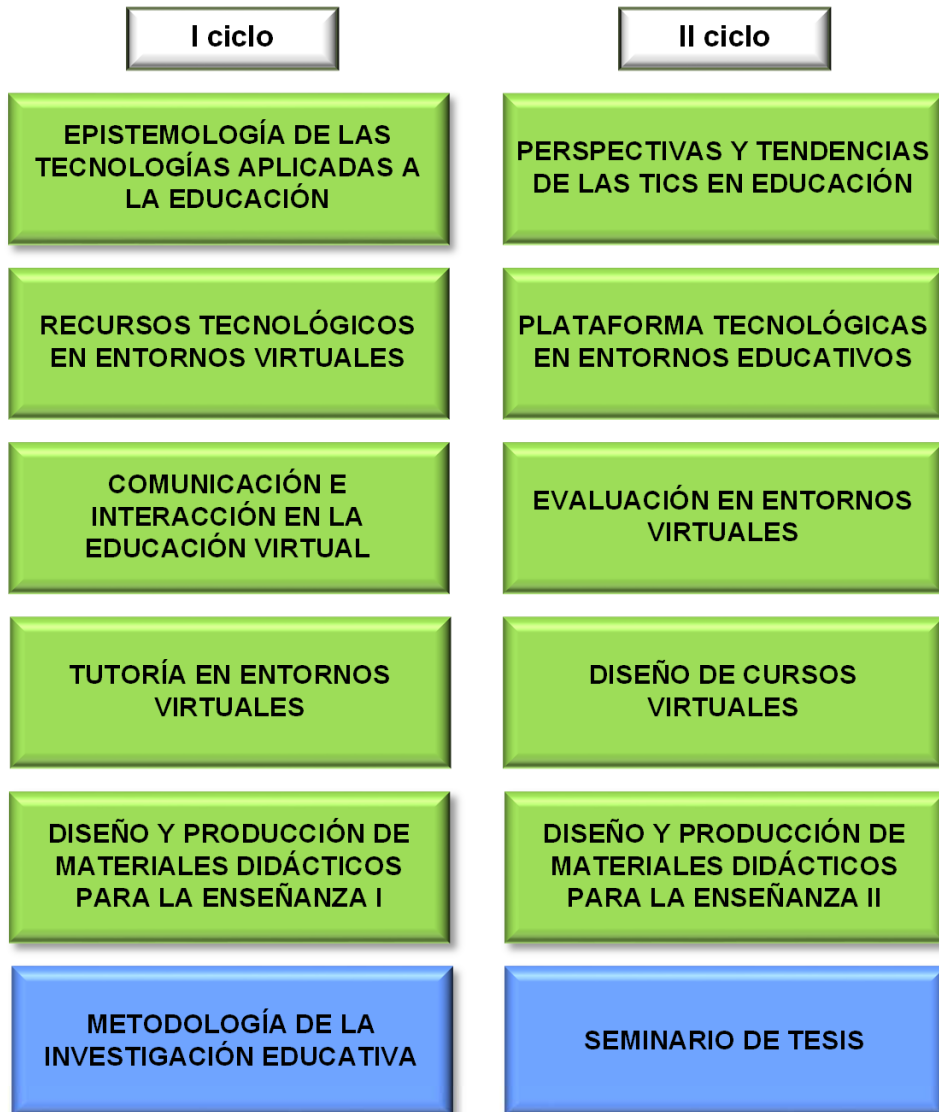 I ciclo
II ciclo
EPISTEMOLOGÍA DE LAS
TECNOLOGÍAS APLICADAS A
LA EDUCACIÓN
PERSPECTIVAS Y TENDENCIAS
DE LAS TICS EN EDUCACIÓN
RECURSOS TECNOLÓGICOS
EN ENTORNOS VIRTUALES
PLATAFORMA TECNOLÓGICAS
EN ENTORNOS EDUCATIVOS
COMUNICACIÓN E
INTERACCIÓN EN LA
EDUCACIÓN VIRTUAL
EVALUACIÓN EN ENTORNOS
VIRTUALES
TUTORÍA EN ENTORNOS
VIRTUALES
DISEÑO DE CURSOS
VIRTUALES
DISEÑO Y PRODUCCIÓN DE
MATERIALES DIDÁCTICOS
PARA LA ENSEÑANZA I
DISEÑO Y PRODUCCIÓN DE
MATERIALES DIDÁCTICOS
PARA LA ENSEÑANZA II
METODOLOGÍA DE LA
INVESTIGACIÓN EDUCATIVA
SEMINARIO DE TESIS